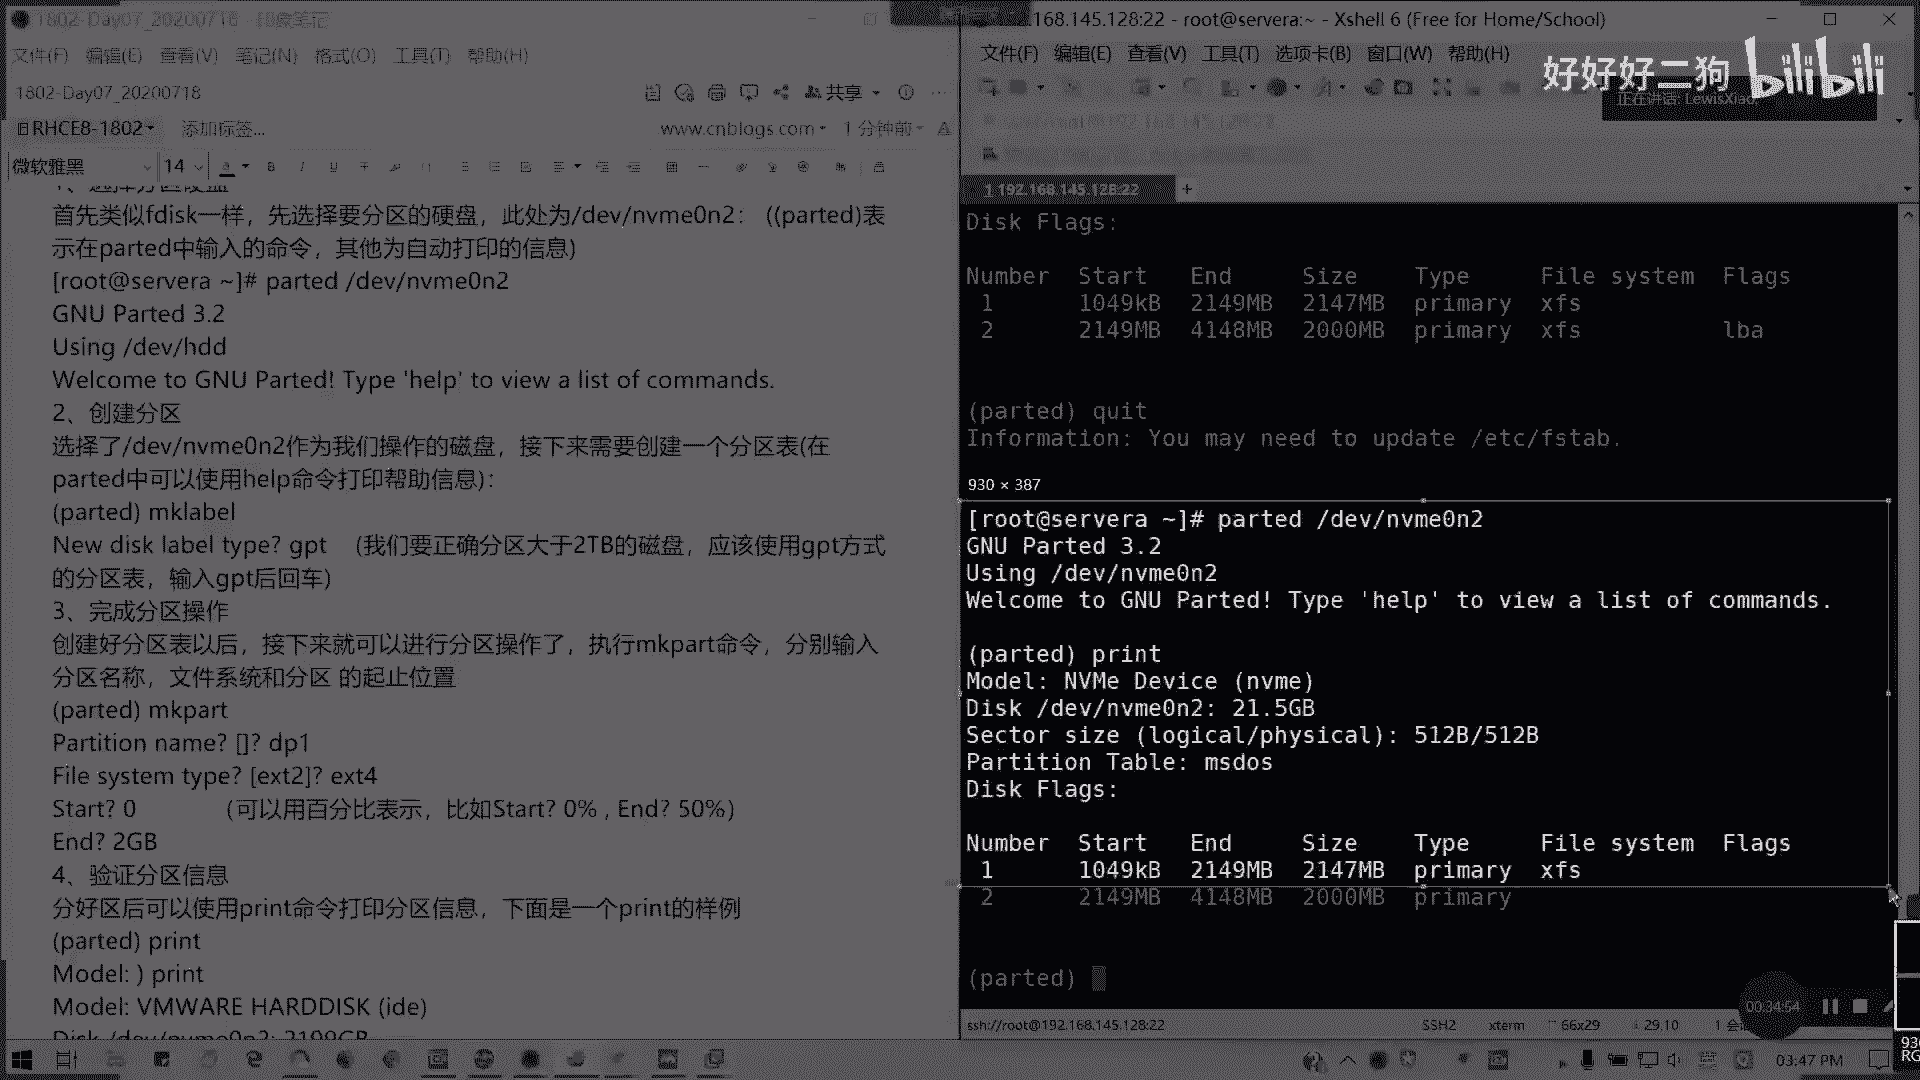 1802-Day07_20200718 - 印象笔记
文件(F) 编辑(E) 查看(V) 笔记(N) 格式(O) 工具(T) 帮助(H)
1802-Day07_20200718
共享
RHCE8-1802
添加标签...
www.cnblogs.com
1 分钟前
微软雅黑
14
1、选择分区硬盘
首先类似fdisk一样，先选择要分区的硬盘，此处为/dev/nvme0n2： ((parted)表
示在parted中输入的命令，其他为自动打印的信息)
[root@servera ~]# parted /dev/nvme0n2
GNU Parted 3.2
Using /dev/hdd
Welcome to GNU Parted! Type 'help' to view a list of commands.
2、创建分区
选择了/dev/nvme0n2作为我们操作的磁盘，接下来需要创建一个分区表(在
parted中可以使用help命令打印帮助信息)：
(parted) mklabel
New disk label type? gpt (我们要正确分区大于2TB的磁盘，应该使用gpt方式
的分区表，输入gpt后回车)
3、完成分区操作
创建好分区表以后，接下来就可以进行分区操作了，执行mkpart命令，分别输入
分区名称，文件系统和分区 的起止位置
(parted) mkpart
Partition name? []? dp1
File system type? [ext2]? ext4
Start? 0 （可以用百分比表示，比如Start? 0% , End? 50%）
End? 2GB
4、验证分区信息
分好区后可以使用print命令打印分区信息，下面是一个print的样例
(parted) print
Model: ) print
Model: VMWARE HARDDISK (ide)
Disk /dev/nvme0n2: 2199GB
168.145.128:22 - root@servera:~ - Xshell 6 (Free for Home/School)
文件(F) 编辑(E) 查看(V) 工具(T) 选项卡(B) 窗口(W) 帮助(H)
好好好二狗 bilibili
正在讲话: LewisXiao
1 192.168.145.128:22
Disk Flags:
Number Start End Size Type File system Flags
1 1049kB 2149MB 2147MB primary xfs
2 2149MB 4148MB 2000MB primary xfs lba
(parted) quit
Information: You may need to update /etc/fstab.
930 × 387
[root@servera ~]# parted /dev/nvme0n2
GNU Parted 3.2
Using /dev/nvme0n2
Welcome to GNU Parted! Type 'help' to view a list of commands.
(parted) print
Model: NVMe Device (nvme)
Disk /dev/nvme0n2: 21.5GB
Sector size (logical/physical): 512B/512B
Partition Table: msdos
Disk Flags:
Number Start End Size Type File system Flags
1 1049kB 2149MB 2147MB primary xfs
2 2149MB 4148MB 2000MB primary
(parted)
00:34:54
ssh://root@192.168.145.128:22
SSH2
xterm
66x29
29,10
03:47 PM